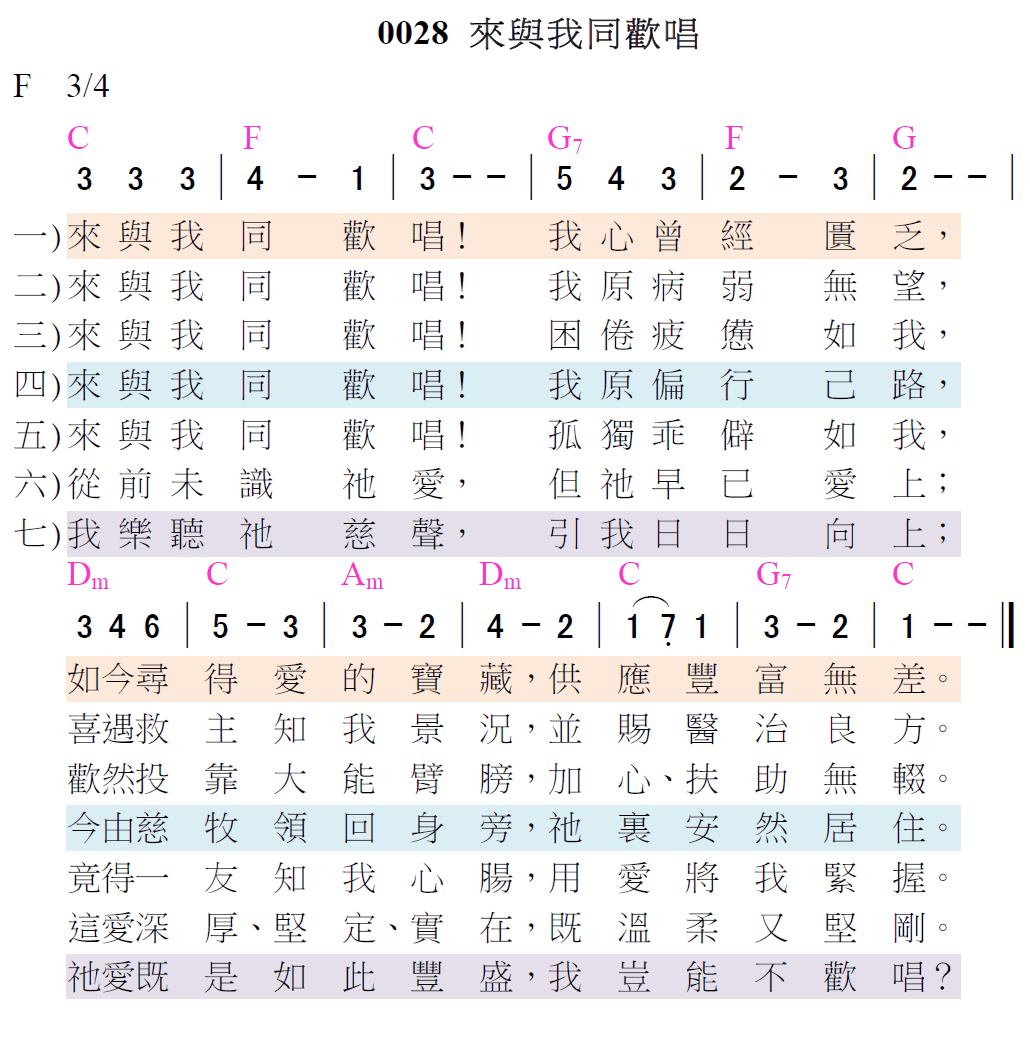 0028 來與我同歡唱
F 3/4
C F C G7 F G
3 3 3 | 4 - 1 | 3 - - | 5 4 3 | 2 - 3 | 2 - - |
一)來與我同歡唱！我心曾經匱乏，
二)來與我同歡唱！我原病弱無望，
三)來與我同歡唱！困倦疲憊如我，
四)來與我同歡唱！我原偏行己路，
五)來與我同歡唱！孤獨乖僻如我，
六)從前未識祂愛，但祂早已愛上；
七)我樂聽祂慈聲，引我日日向上；
Dm C Am Dm C G7 C
3 4 6 | 5 - 3 | 3 - 2 | 4 - 2 | 1 7̣ 1 | 3 - 2 | 1 - - ‖
如今尋得愛的寶藏，供應豐富無差。
喜遇救主知我景況，並賜醫治良方。
歡然投靠大能臂膀，加心、扶助無輟。
今由慈牧領回身旁，祂裏安然居住。
竟得一友知我心腸，用愛將我緊握。
這愛深厚、堅定、實在，既溫柔又堅剛。
祂愛既是如此豐盛，我豈能不歡唱？